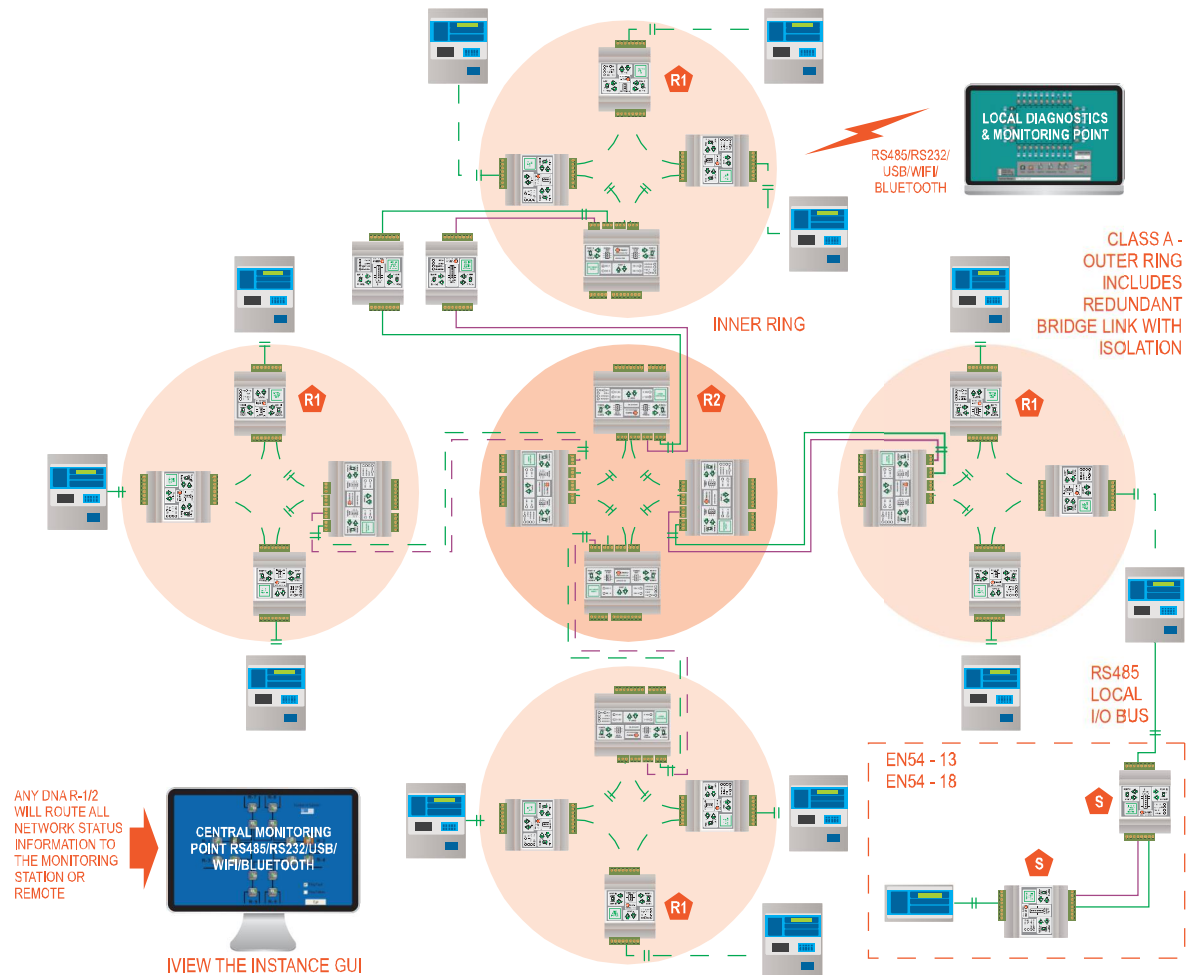 R1
LOCAL DIAGNOSTICS
& MONITORING POINT
RS485/RS232/
USB/WIFI/
BLUETOOTH
CLASS A -
OUTER RING
INCLUDES
REDUNDANT
BRIDGE LINK WITH
ISOLATION
INNER RING
R1
R2
R1
RS485
LOCAL
I/O BUS
EN54 - 13
EN54 - 18
S
S
R1
ANY DNA R-1/2
WILL ROUTE ALL
NETWORK STATUS
INFORMATION TO
THE MONITORING
STATION OR
REMOTE
CENTRAL MONITORING
POINT RS485/RS232/USB/
WIFI/BLUETOOTH
IVIEW THE INSTANCE GUI